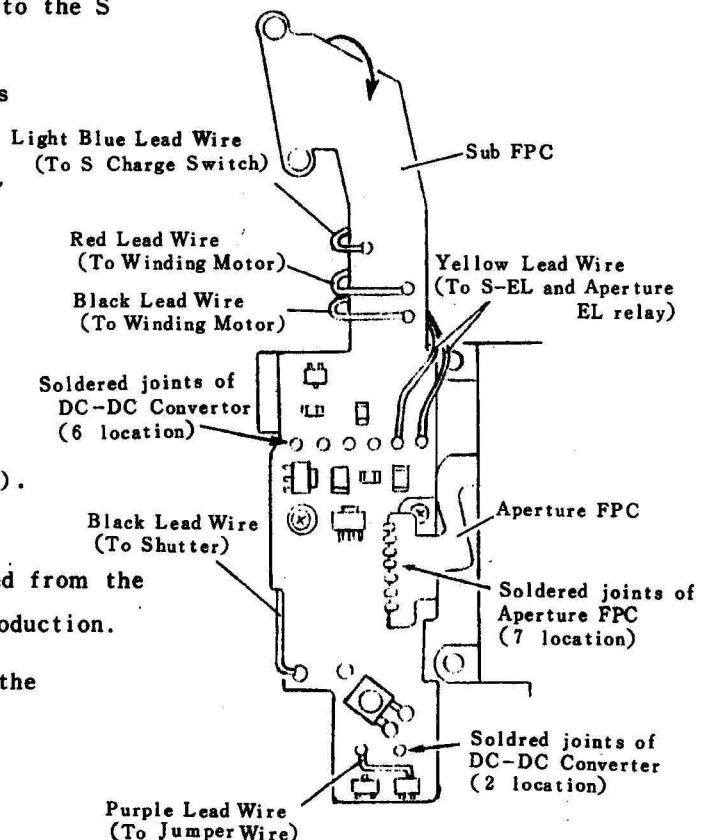 to the S
s
Light Blue Lead Wire
(To S Charge Switch)
Sub FPC
Red Lead Wire
(To Winding Motor)
Black Lead Wire
(To Winding Motor)
Yellow Lead Wire
(To S-EL and Aperture
EL relay)
Soldered joints of
DC-DC Convertor
(6 location)
).
Black Lead Wire
(To Shutter)
Aperture FPC
ed from the
oduction.
Soldered joints of
Aperture FPC
(7 location)
the
Soldred joints of
DC-DC Converter
(2 location)
Purple Lead Wire
(To Jumper Wire)